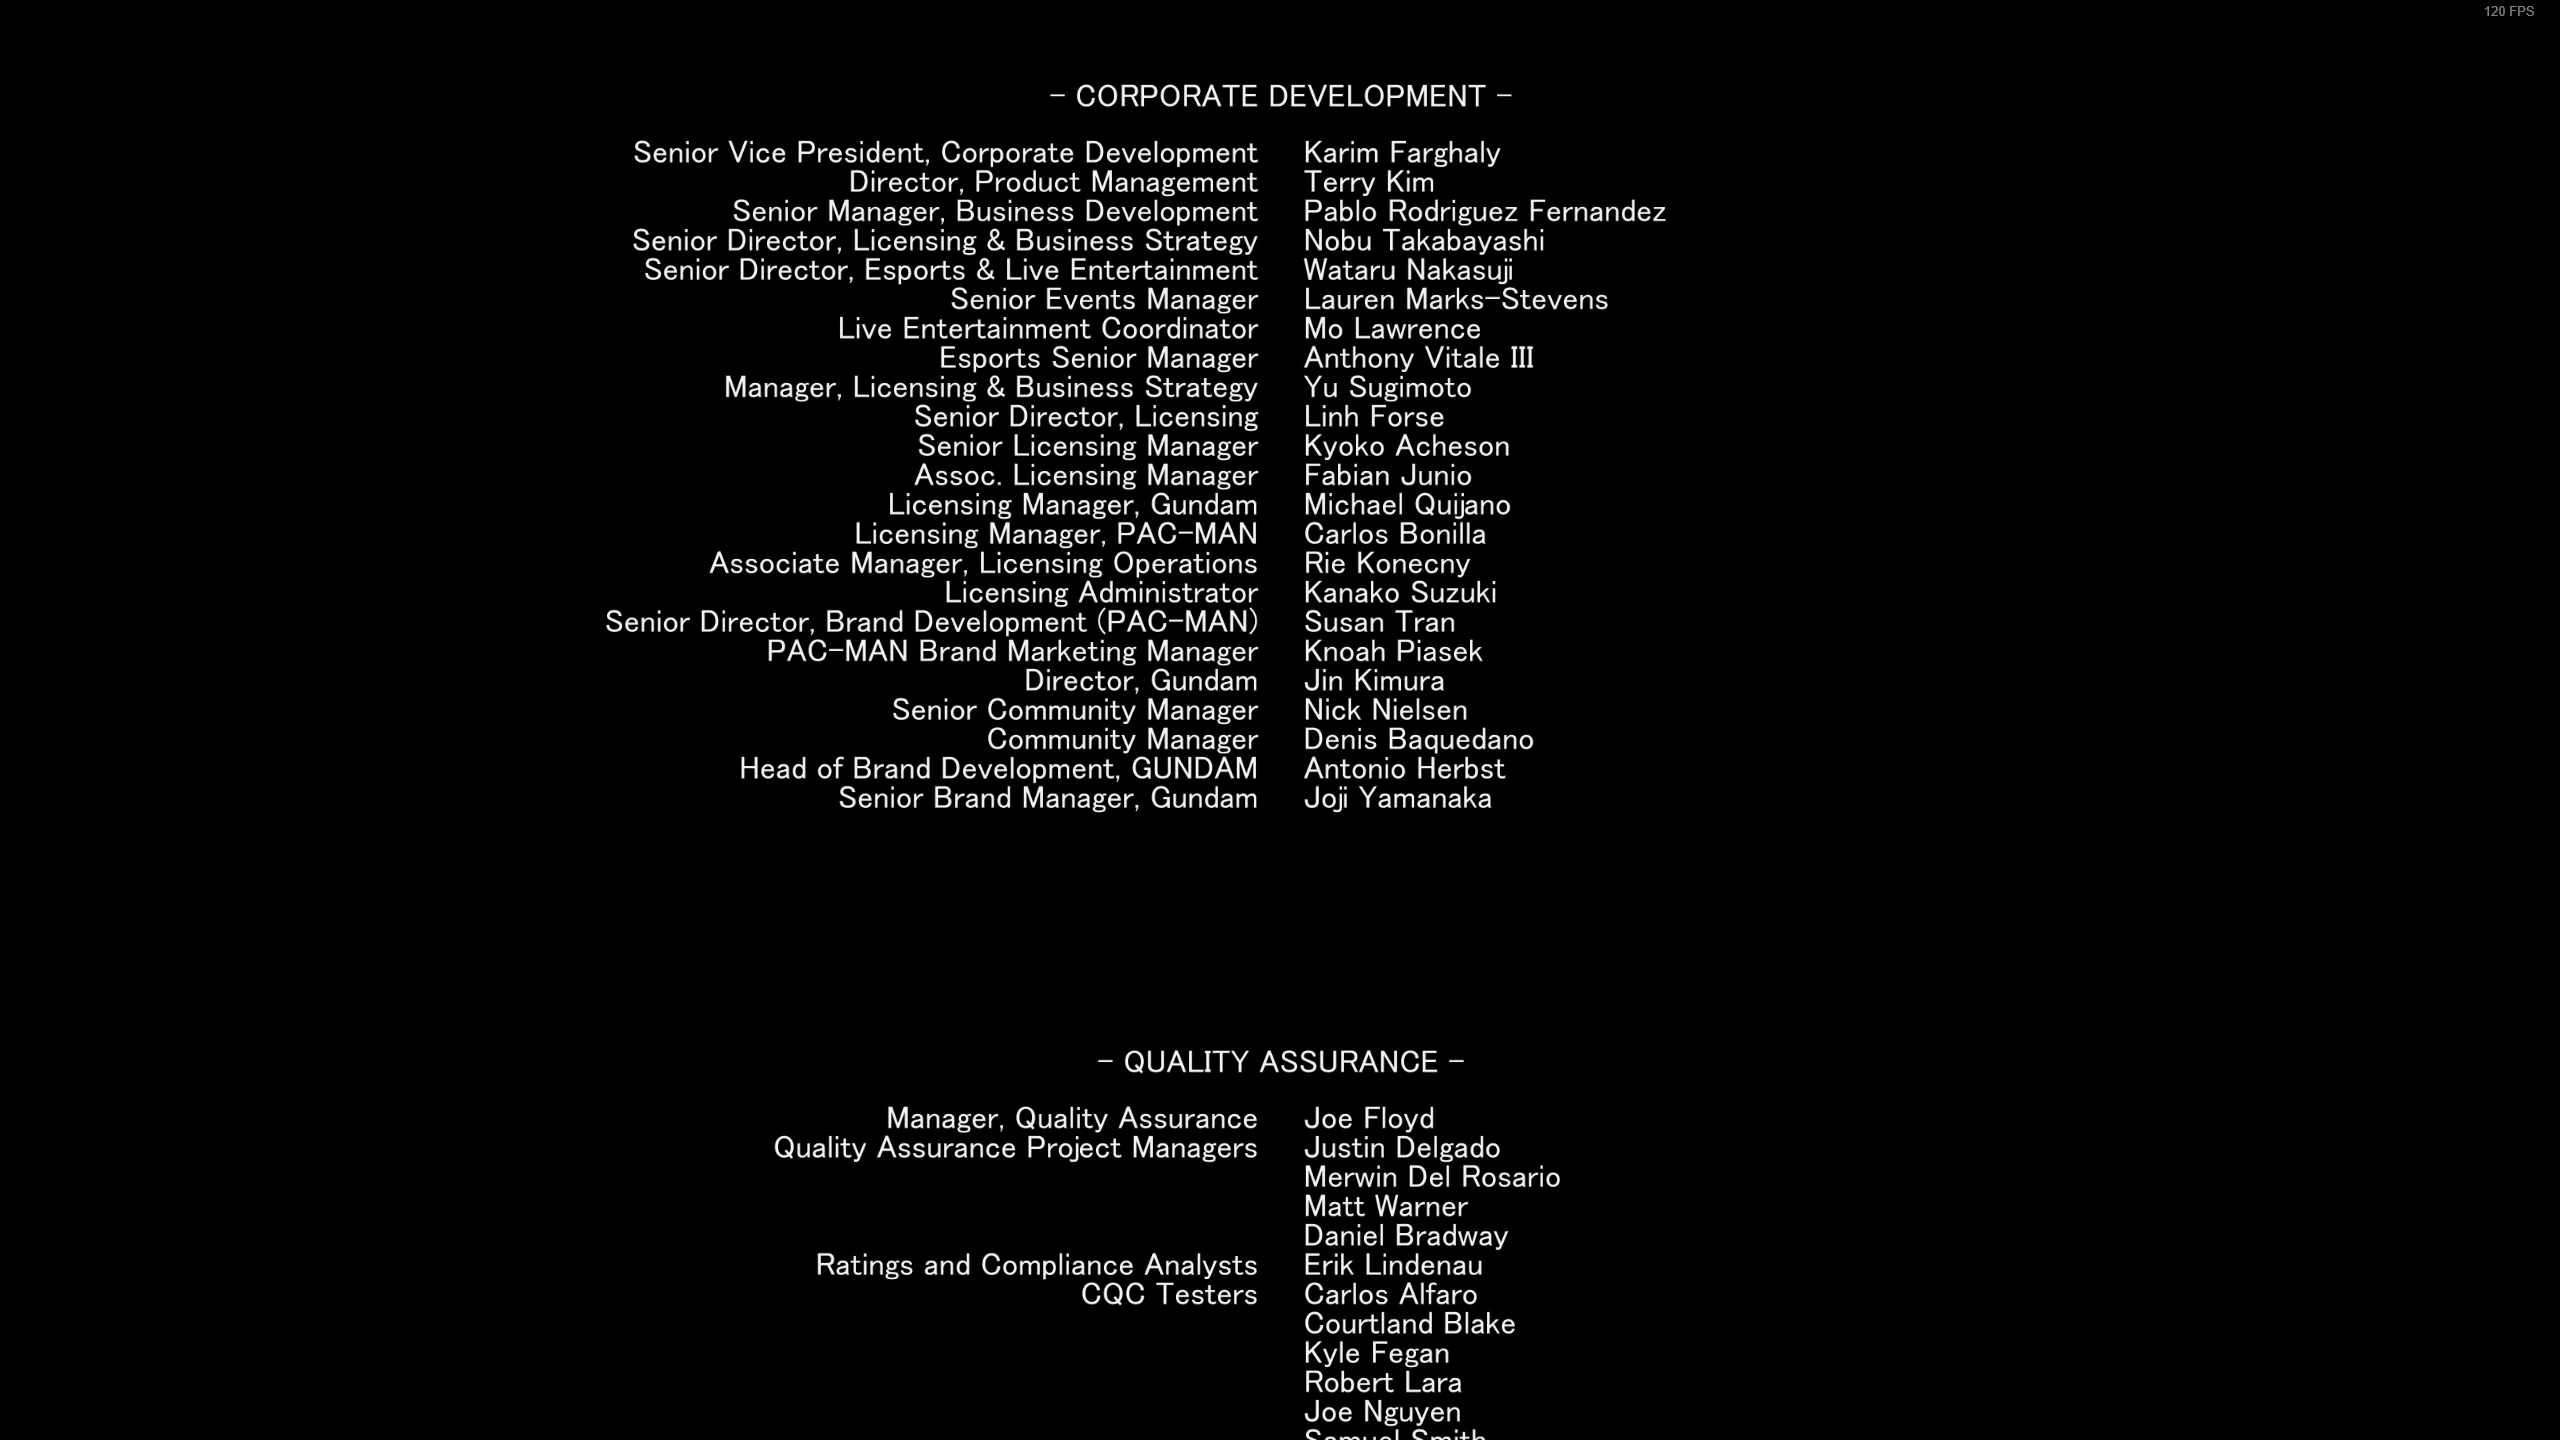 120 FPS
- CORPORATE DEVELOPMENT -
Senior Vice President, Corporate Development Karim Farghaly
Director, Product Management Terry Kim
Senior Manager, Business Development Pablo Rodriguez Fernandez
Senior Director, Licensing & Business Strategy Nobu Takabayashi
Senior Director, Esports & Live Entertainment Wataru Nakasuji
Senior Events Manager Lauren Marks-Stevens
Live Entertainment Coordinator Mo Lawrence
Esports Senior Manager Anthony Vitale III
Manager, Licensing & Business Strategy Yu Sugimoto
Senior Director, Licensing Linh Forse
Senior Licensing Manager Kyoko Acheson
Assoc. Licensing Manager Fabian Junio
Licensing Manager, Gundam Michael Quijano
Licensing Manager, PAC-MAN Carlos Bonilla
Associate Manager, Licensing Operations Rie Konecny
Licensing Administrator Kanako Suzuki
Senior Director, Brand Development (PAC-MAN) Susan Tran
PAC-MAN Brand Marketing Manager Knoah Piasek
Director, Gundam Jin Kimura
Senior Community Manager Nick Nielsen
Community Manager Denis Baquedano
Head of Brand Development, GUNDAM Antonio Herbst
Senior Brand Manager, Gundam Joji Yamanaka
- QUALITY ASSURANCE -
Manager, Quality Assurance Joe Floyd
Quality Assurance Project Managers Justin Delgado
Merwin Del Rosario
Matt Warner
Daniel Bradway
Ratings and Compliance Analysts Erik Lindenau
CQC Testers Carlos Alfaro
Courtland Blake
Kyle Fegan
Robert Lara
Joe Nguyen
Samuel Smith